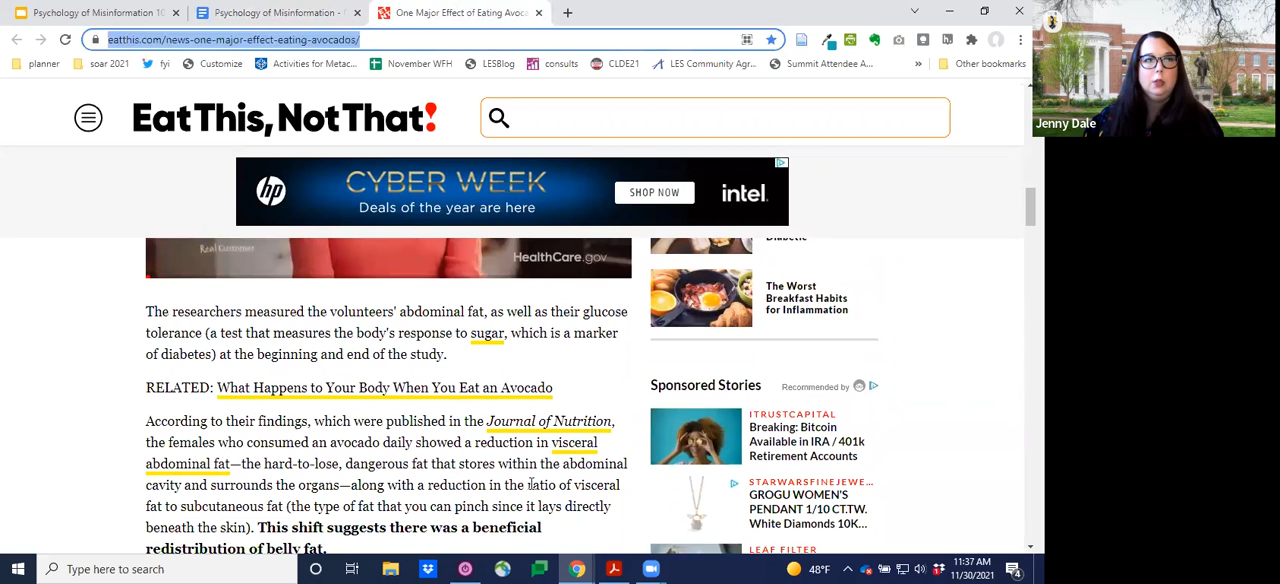 Psychology of Misinformation 10
Psychology of Misinformation -
One Major Effect of Eating Avoca
eatthis.com/news-one-major-effect-eating-avocados/
planner
soar 2021
fyi
Customize
Activities for Metac...
November WFH
LESBlog
consults
CLDE21
LES Community Agr...
Summit Attendee A...
»
Other bookmarks
Jenny Dale
Eat This, Not That!
hp
CYBER WEEK
Deals of the year are here
SHOP NOW
intel.
Real Customer
HealthCare.gov
Diabetic
The Worst
Breakfast Habits
for Inflammation
The researchers measured the volunteers' abdominal fat, as well as their glucose
tolerance (a test that measures the body's response to sugar, which is a marker
of diabetes) at the beginning and end of the study.
RELATED: What Happens to Your Body When You Eat an Avocado
According to their findings, which were published in the Journal of Nutrition,
the females who consumed an avocado daily showed a reduction in visceral
abdominal fat—the hard-to-lose, dangerous fat that stores within the abdominal
cavity and surrounds the organs—along with a reduction in the ratio of visceral
fat to subcutaneous fat (the type of fat that you can pinch since it lays directly
beneath the skin). This shift suggests there was a beneficial
redistribution of belly fat.
Sponsored Stories
Recommended by
ITRUSTCAPITAL
Breaking: Bitcoin
Available in IRA / 401k
Retirement Accounts
STARWARSFINEJEWE...
GROGU WOMEN'S
PENDANT 1/10 CT.TW.
White Diamonds 10K...
LEAF FILTER
Type here to search
48°F
11:37 AM
11/30/2021
4